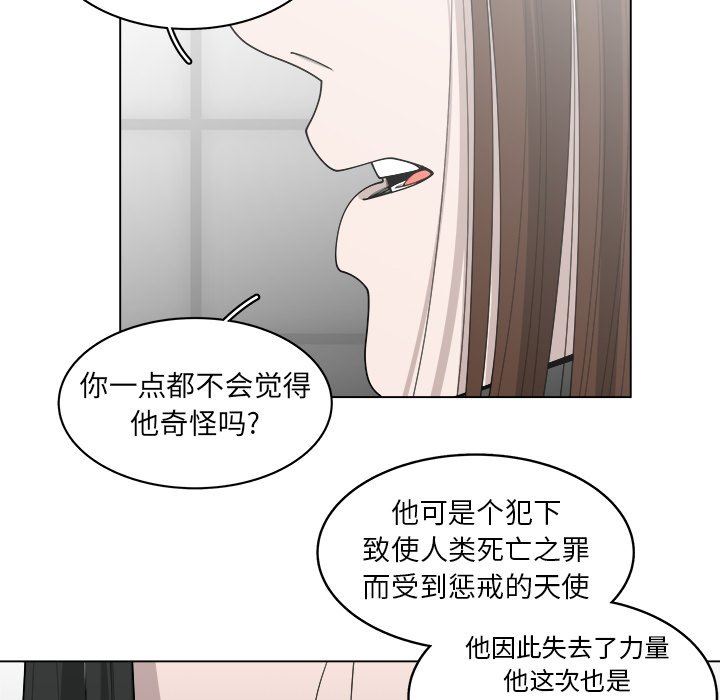 你一点都不会觉得
他奇怪吗?
他可是个犯下
致使人类死亡之罪
而受到惩戒的天使
他因此失去了力量
他这次也是